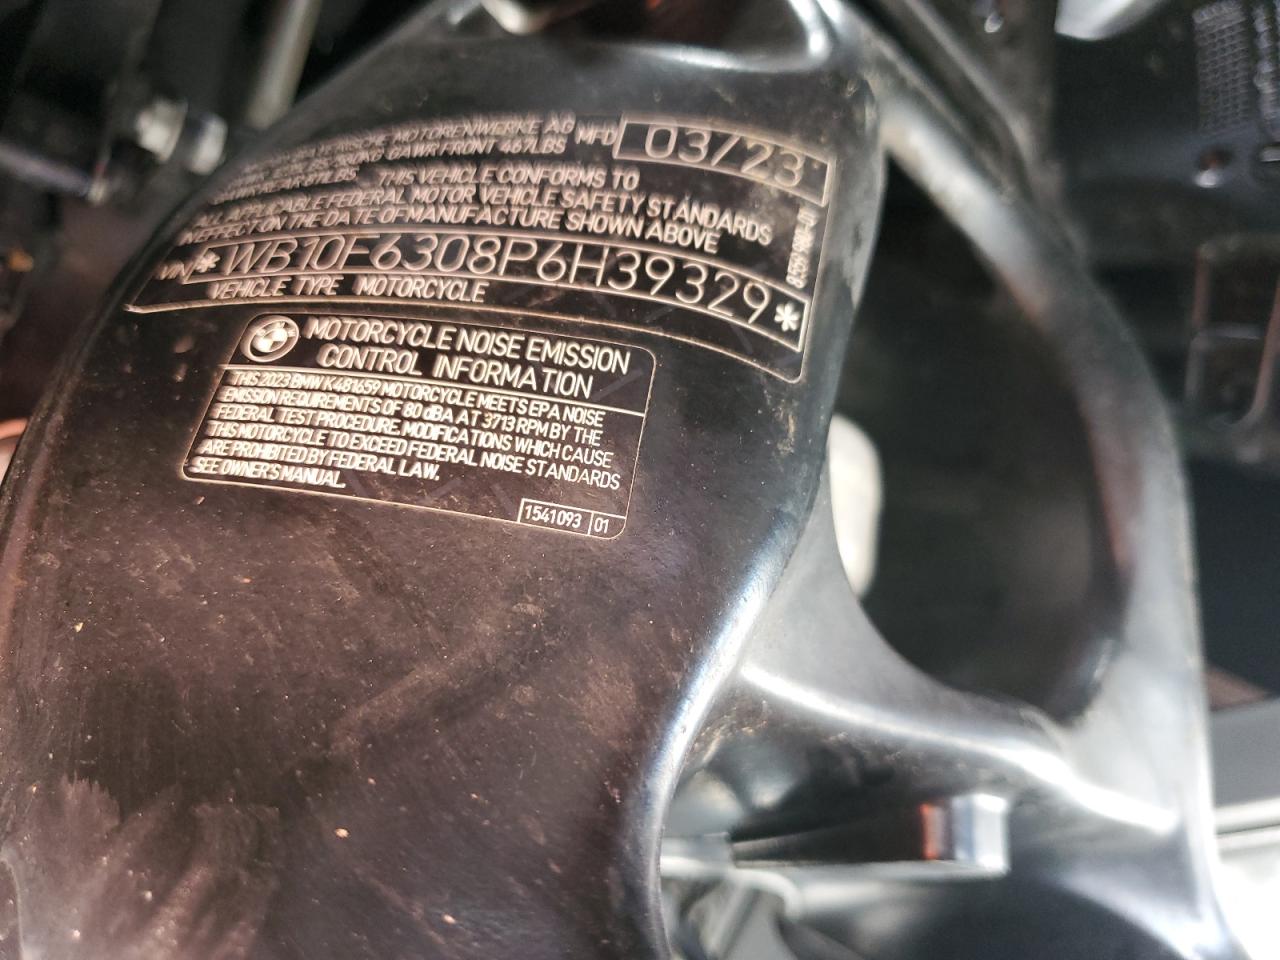 MOTORENWERKE AG MFD 03/23
GAWR FRONT 467LBS
THIS VEHICLE CONFORMS TO
ALL APPLICABLE FEDERAL MOTOR VEHICLE SAFETY STANDARDS
IN EFFECT ON THE DATE OF MANUFACTURE SHOWN ABOVE
VIN *WB10F6308P6H39329*
VEHICLE TYPE MOTORCYCLE
BMW
MOTORCYCLE NOISE EMISSION
CONTROL INFORMATION
THIS 2023 BMW K481659 MOTORCYCLE MEETS EPA NOISE
EMISSION REQUIREMENTS OF 80 dBA AT 3713 RPM BY THE
FEDERAL TEST PROCEDURE. MODIFICATIONS WHICH CAUSE
THIS MOTORCYCLE TO EXCEED FEDERAL NOISE STANDARDS
ARE PROHIBITED BY FEDERAL LAW.
SEE OWNER'S MANUAL.
1541093 01